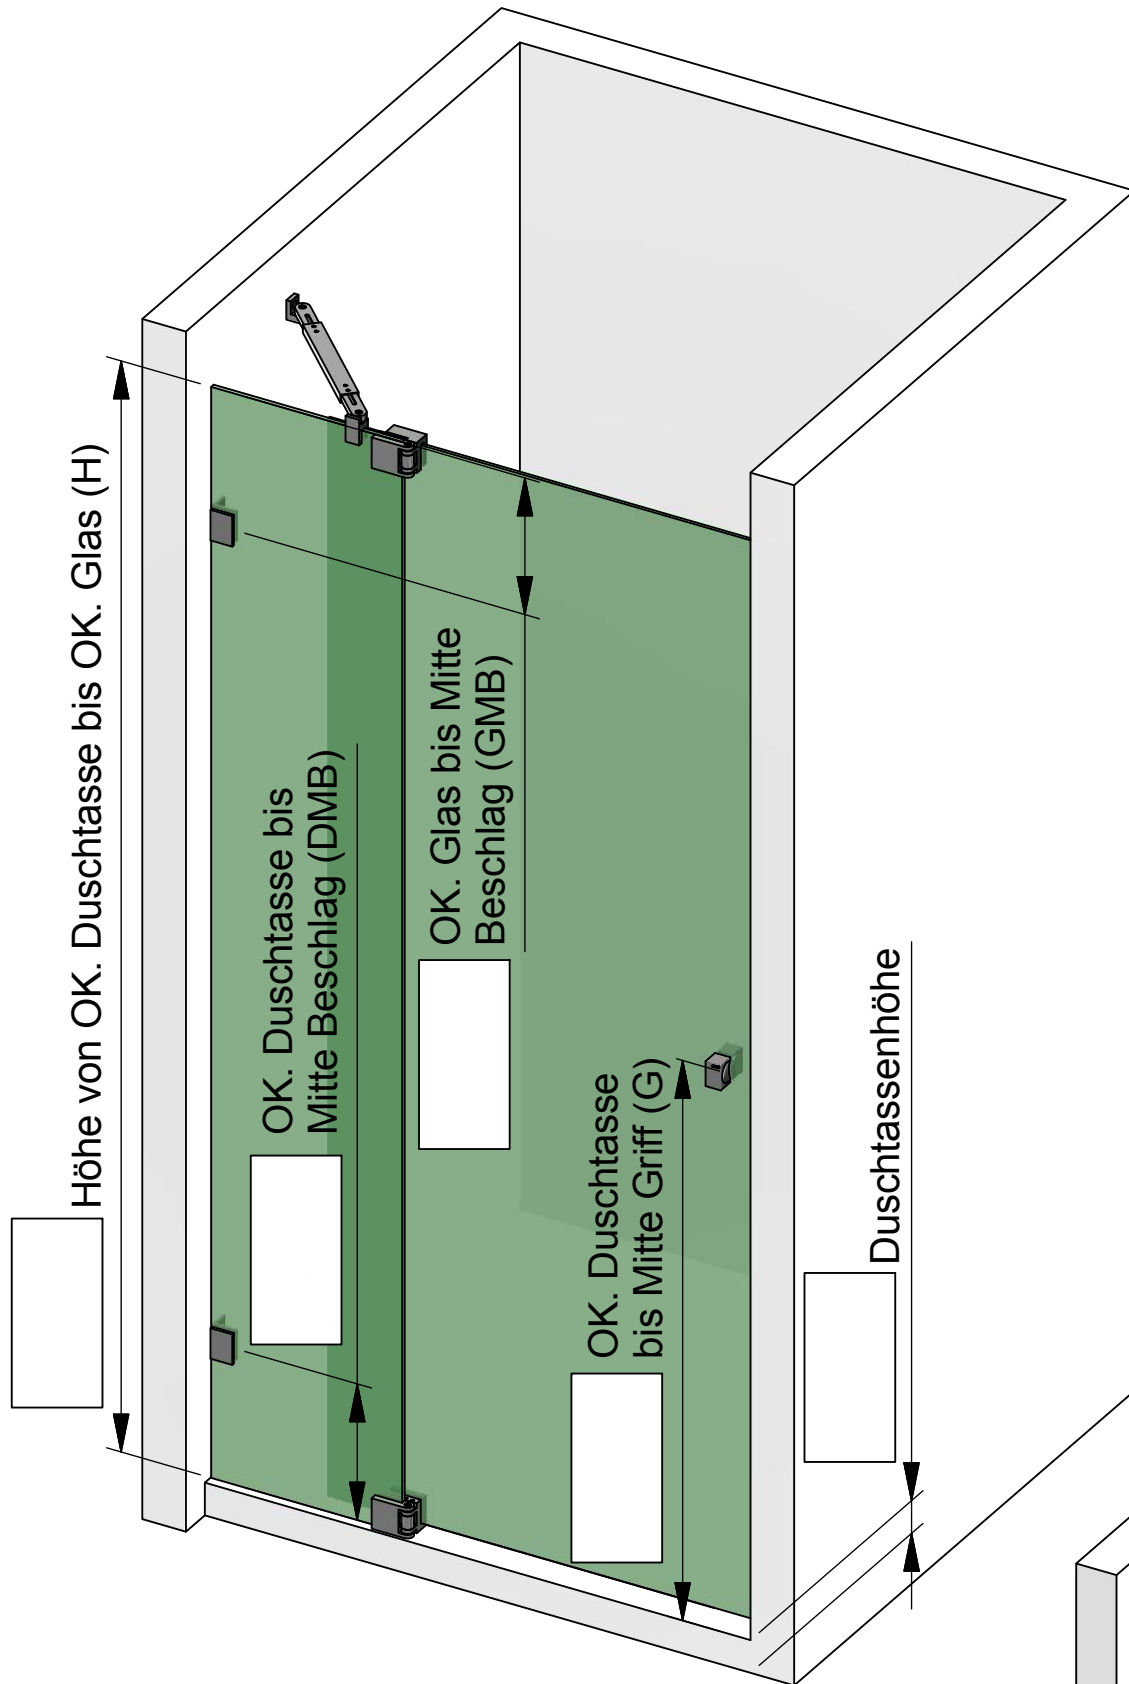 Höhe von OK. Duschtasse bis OK. Glas (H)
OK. Duschtasse bis
Mitte Beschlag (DMB)
OK. Glas bis Mitte
Beschlag (GMB)
OK. Duschtasse
bis Mitte Griff (G)
Duschtassenhöhe